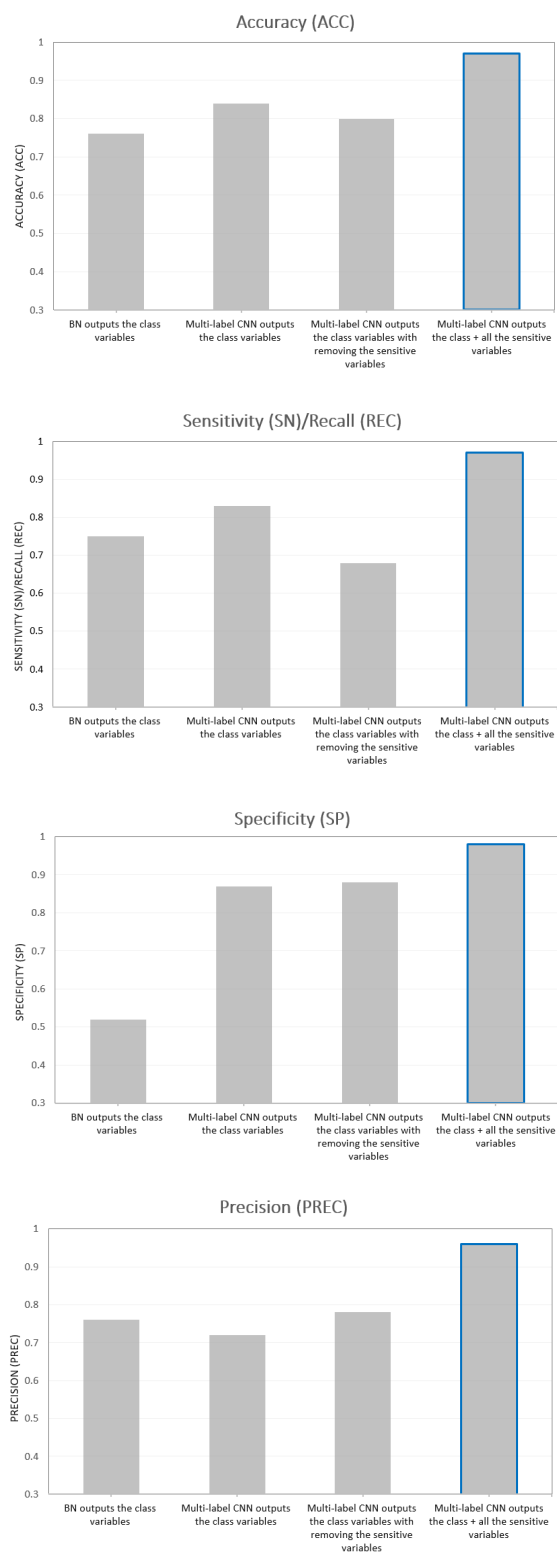 Accuracy (ACC)
1
0.9
0.8
0.7
0.6
0.5
0.4
0.3
ACCURACY (ACC)
BN outputs the class
variables
Multi-label CNN outputs
the class variables
Multi-label CNN outputs
the class variables with
removing the sensitive
variables
Multi-label CNN outputs
the class + all the sensitive
variables
Sensitivity (SN)/Recall (REC)
1
0.9
0.8
0.7
0.6
0.5
0.4
0.3
SENSITIVITY (SN)/RECALL (REC)
BN outputs the class
variables
Multi-label CNN outputs
the class variables
Multi-label CNN outputs
the class variables with
removing the sensitive
variables
Multi-label CNN outputs
the class + all the sensitive
variables
Specificity (SP)
1
0.9
0.8
0.7
0.6
0.5
0.4
0.3
SPECIFICITY (SP)
BN outputs the class
variables
Multi-label CNN outputs
the class variables
Multi-label CNN outputs
the class variables with
removing the sensitive
variables
Multi-label CNN outputs
the class + all the sensitive
variables
Precision (PREC)
1
0.9
0.8
0.7
0.6
0.5
0.4
0.3
PRECISION (PREC)
BN outputs the class
variables
Multi-label CNN outputs
the class variables
Multi-label CNN outputs
the class variables with
removing the sensitive
variables
Multi-label CNN outputs
the class + all the sensitive
variables